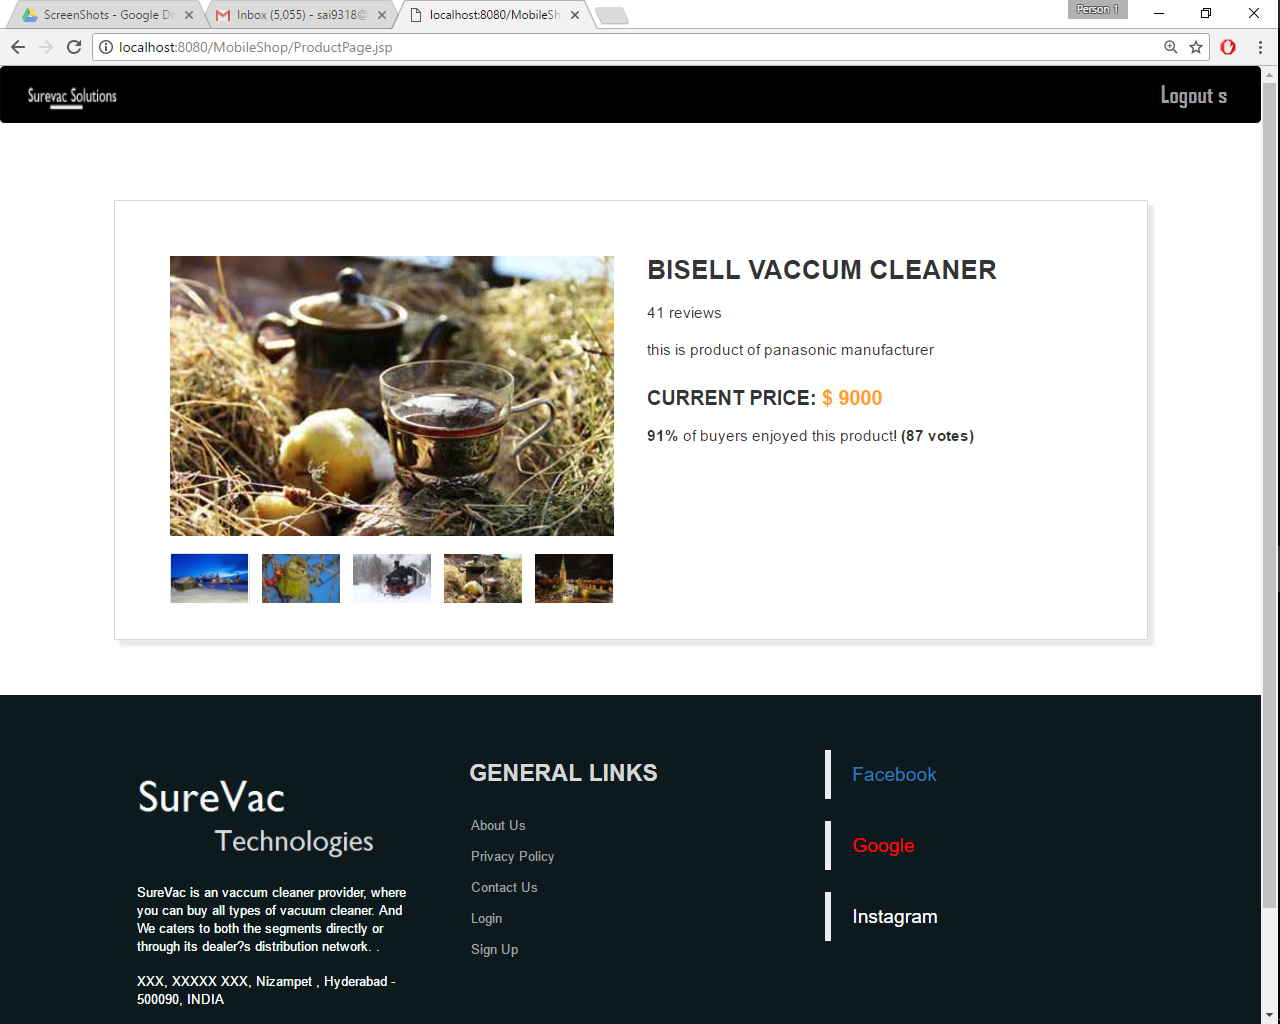 ScreenShots - Google Dr
Inbox (5,055) - sai9318@
localhost:8080/MobileSh
Person 1
localhost:8080/MobileShop/ProductPage.jsp
Surevac Solutions
Logout s
BISELL VACCUM CLEANER
41 reviews
this is product of panasonic manufacturer
CURRENT PRICE: $ 9000
91% of buyers enjoyed this product! (87 votes)
SureVac
Technologies
SureVac is an vaccum cleaner provider, where
you can buy all types of vacuum cleaner. And
We caters to both the segments directly or
through its dealer?s distribution network. .
XXX, XXXXX XXX, Nizampet , Hyderabad -
500090, INDIA
GENERAL LINKS
About Us
Privacy Policy
Contact Us
Login
Sign Up
Facebook
Google
Instagram